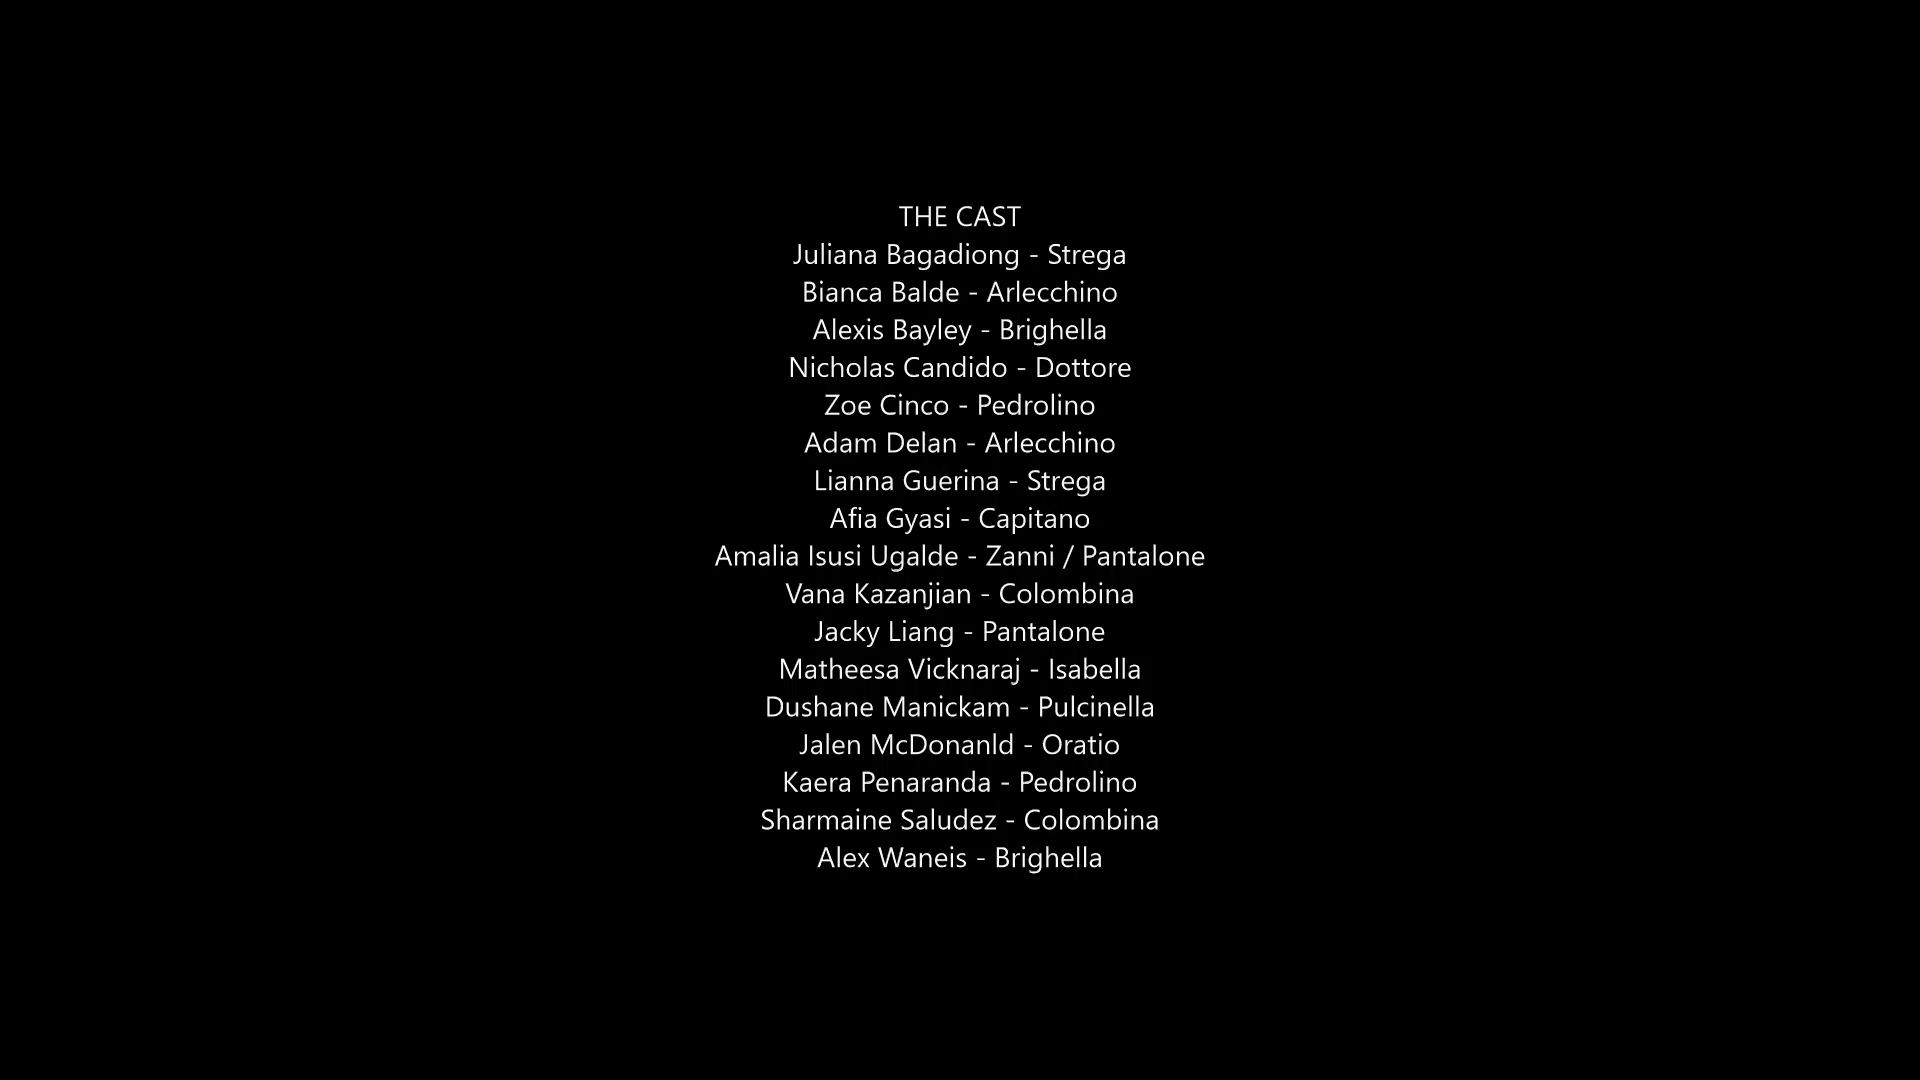 THE CAST
Juliana Bagadiong - Strega
Bianca Balde - Arlecchino
Alexis Bayley - Brighella
Nicholas Candido - Dottore
Zoe Cinco - Pedrolino
Adam Delan - Arlecchino
Lianna Guerina - Strega
Afia Gyasi - Capitano
Amalia Isusi Ugalde - Zanni / Pantalone
Vana Kazanjian - Colombina
Jacky Liang - Pantalone
Matheesa Vicknaraj - Isabella
Dushane Manickam - Pulcinella
Jalen McDonanld - Oratio
Kaera Penaranda - Pedrolino
Sharmaine Saludez - Colombina
Alex Waneis - Brighella